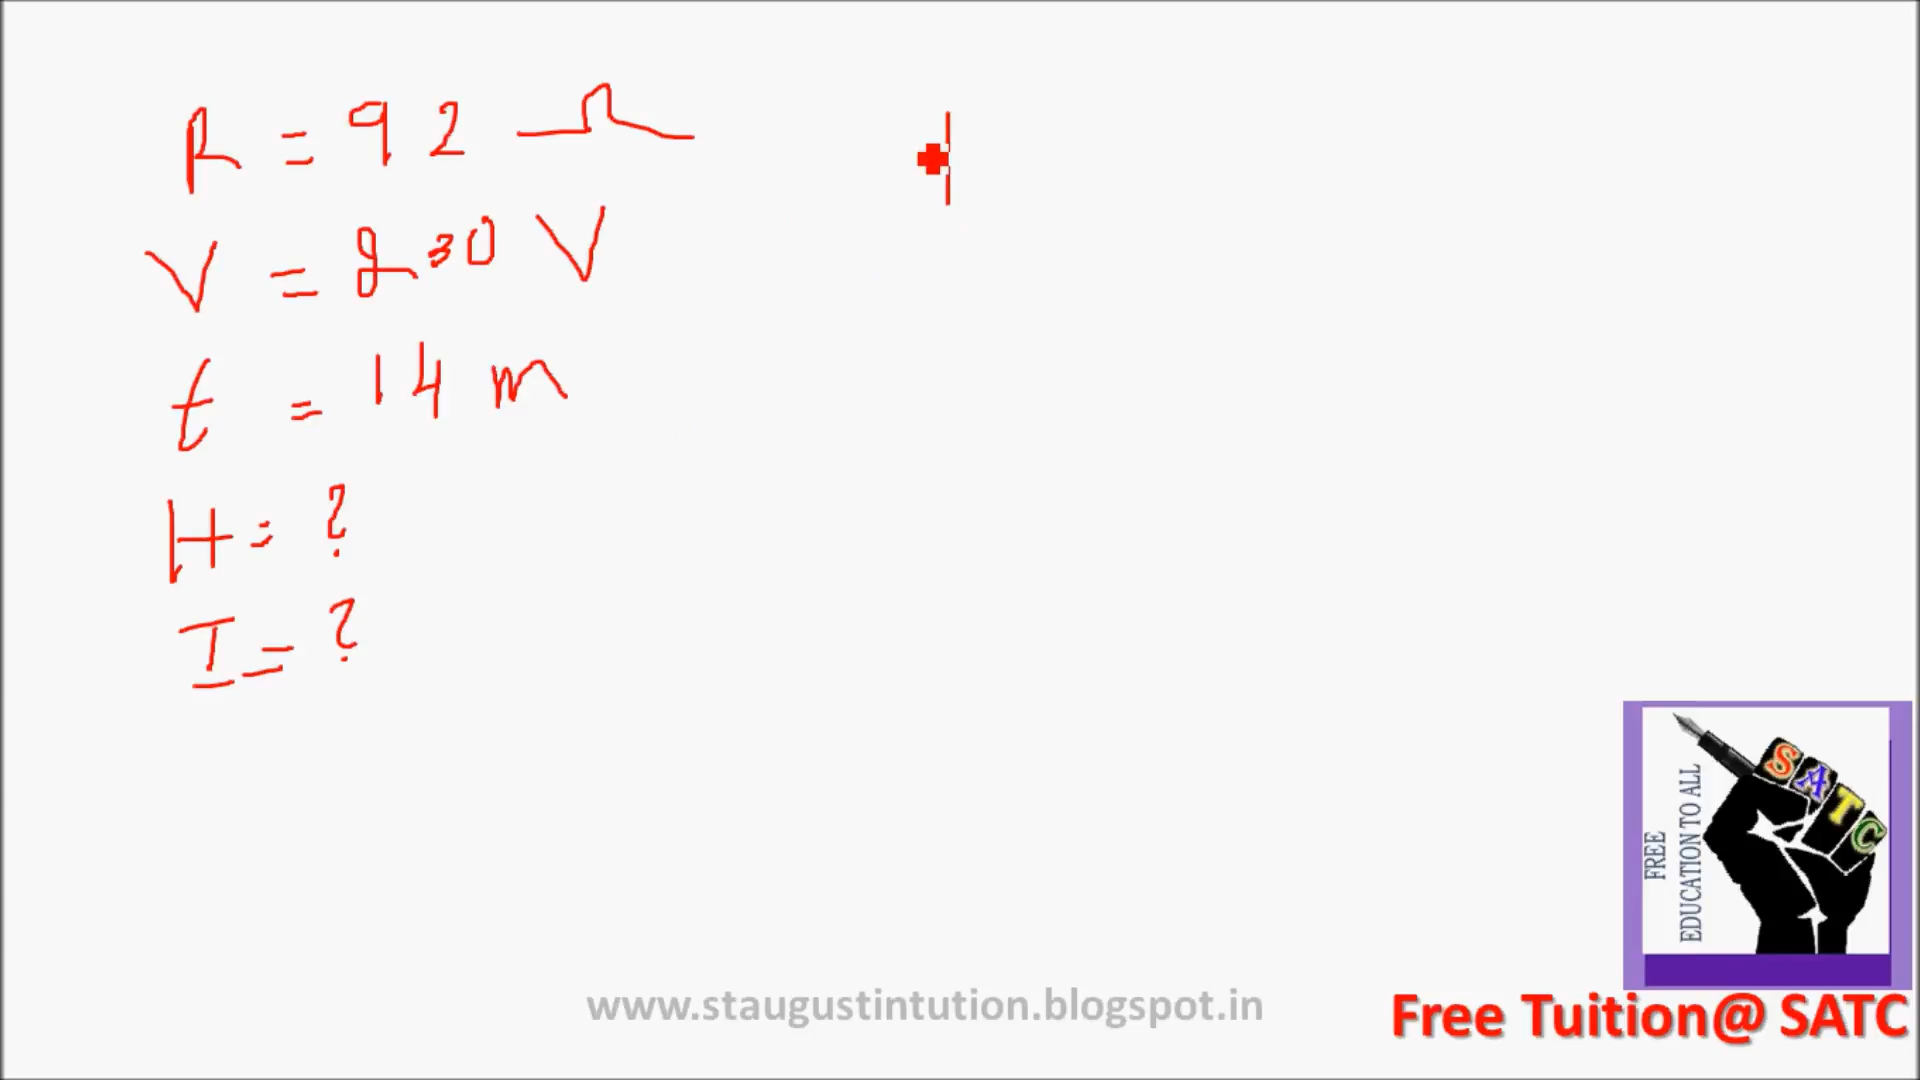 R = 92 Ω
V = 230 V
t = 14 m
H = ?
I = ?
FREE
EDUCATION TO ALL
SATC
www.staugustintution.blogspot.in
Free Tuition@ SATC